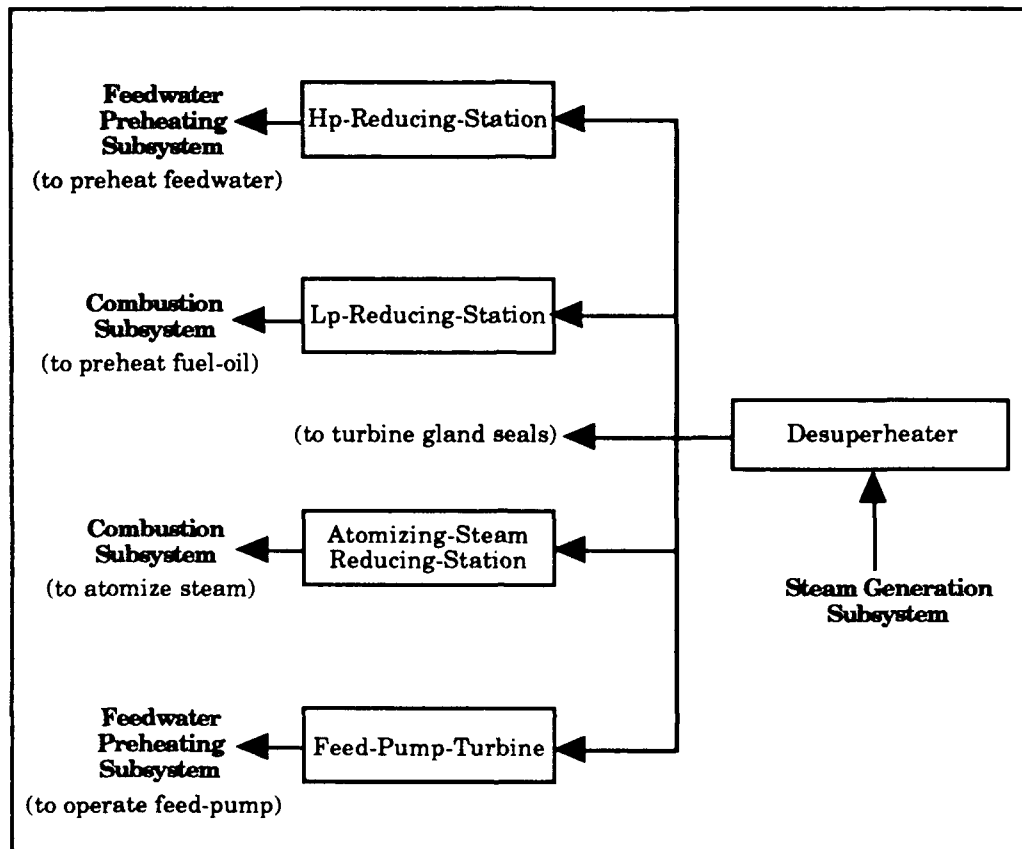 Feedwater
Preheating
Subsystem
(to preheat feedwater)
Hp-Reducing-Station
Combustion
Subsystem
(to preheat fuel-oil)
Lp-Reducing-Station
(to turbine gland seals)
Desuperheater
Combustion
Subsystem
(to atomize steam)
Atomizing-Steam
Reducing-Station
Steam Generation
Subsystem
Feedwater
Preheating
Subsystem
(to operate feed-pump)
Feed-Pump-Turbine